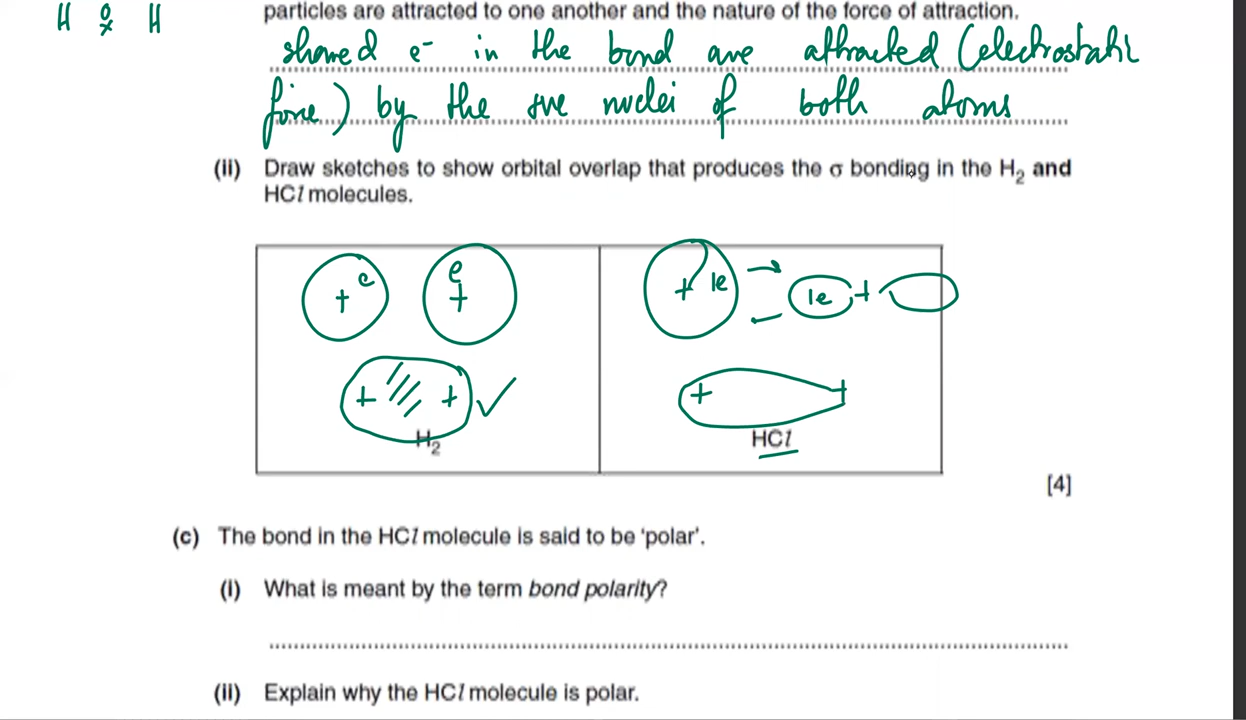 H o x H
particles are attracted to one another and the nature of the force of attraction.
shared e⁻ in the bond are attracted (electrostatic
force) by the +ve nuclei of both atoms
(ii) Draw sketches to show orbital overlap that produces the σ bonding in the H₂ and
HCl molecules.
+ e e +
+ 1e 1e +
+ + ✓
+ +
H₂
HCl
[4]
(c) The bond in the HCl molecule is said to be ‘polar’.
(i) What is meant by the term bond polarity?
(ii) Explain why the HCl molecule is polar.